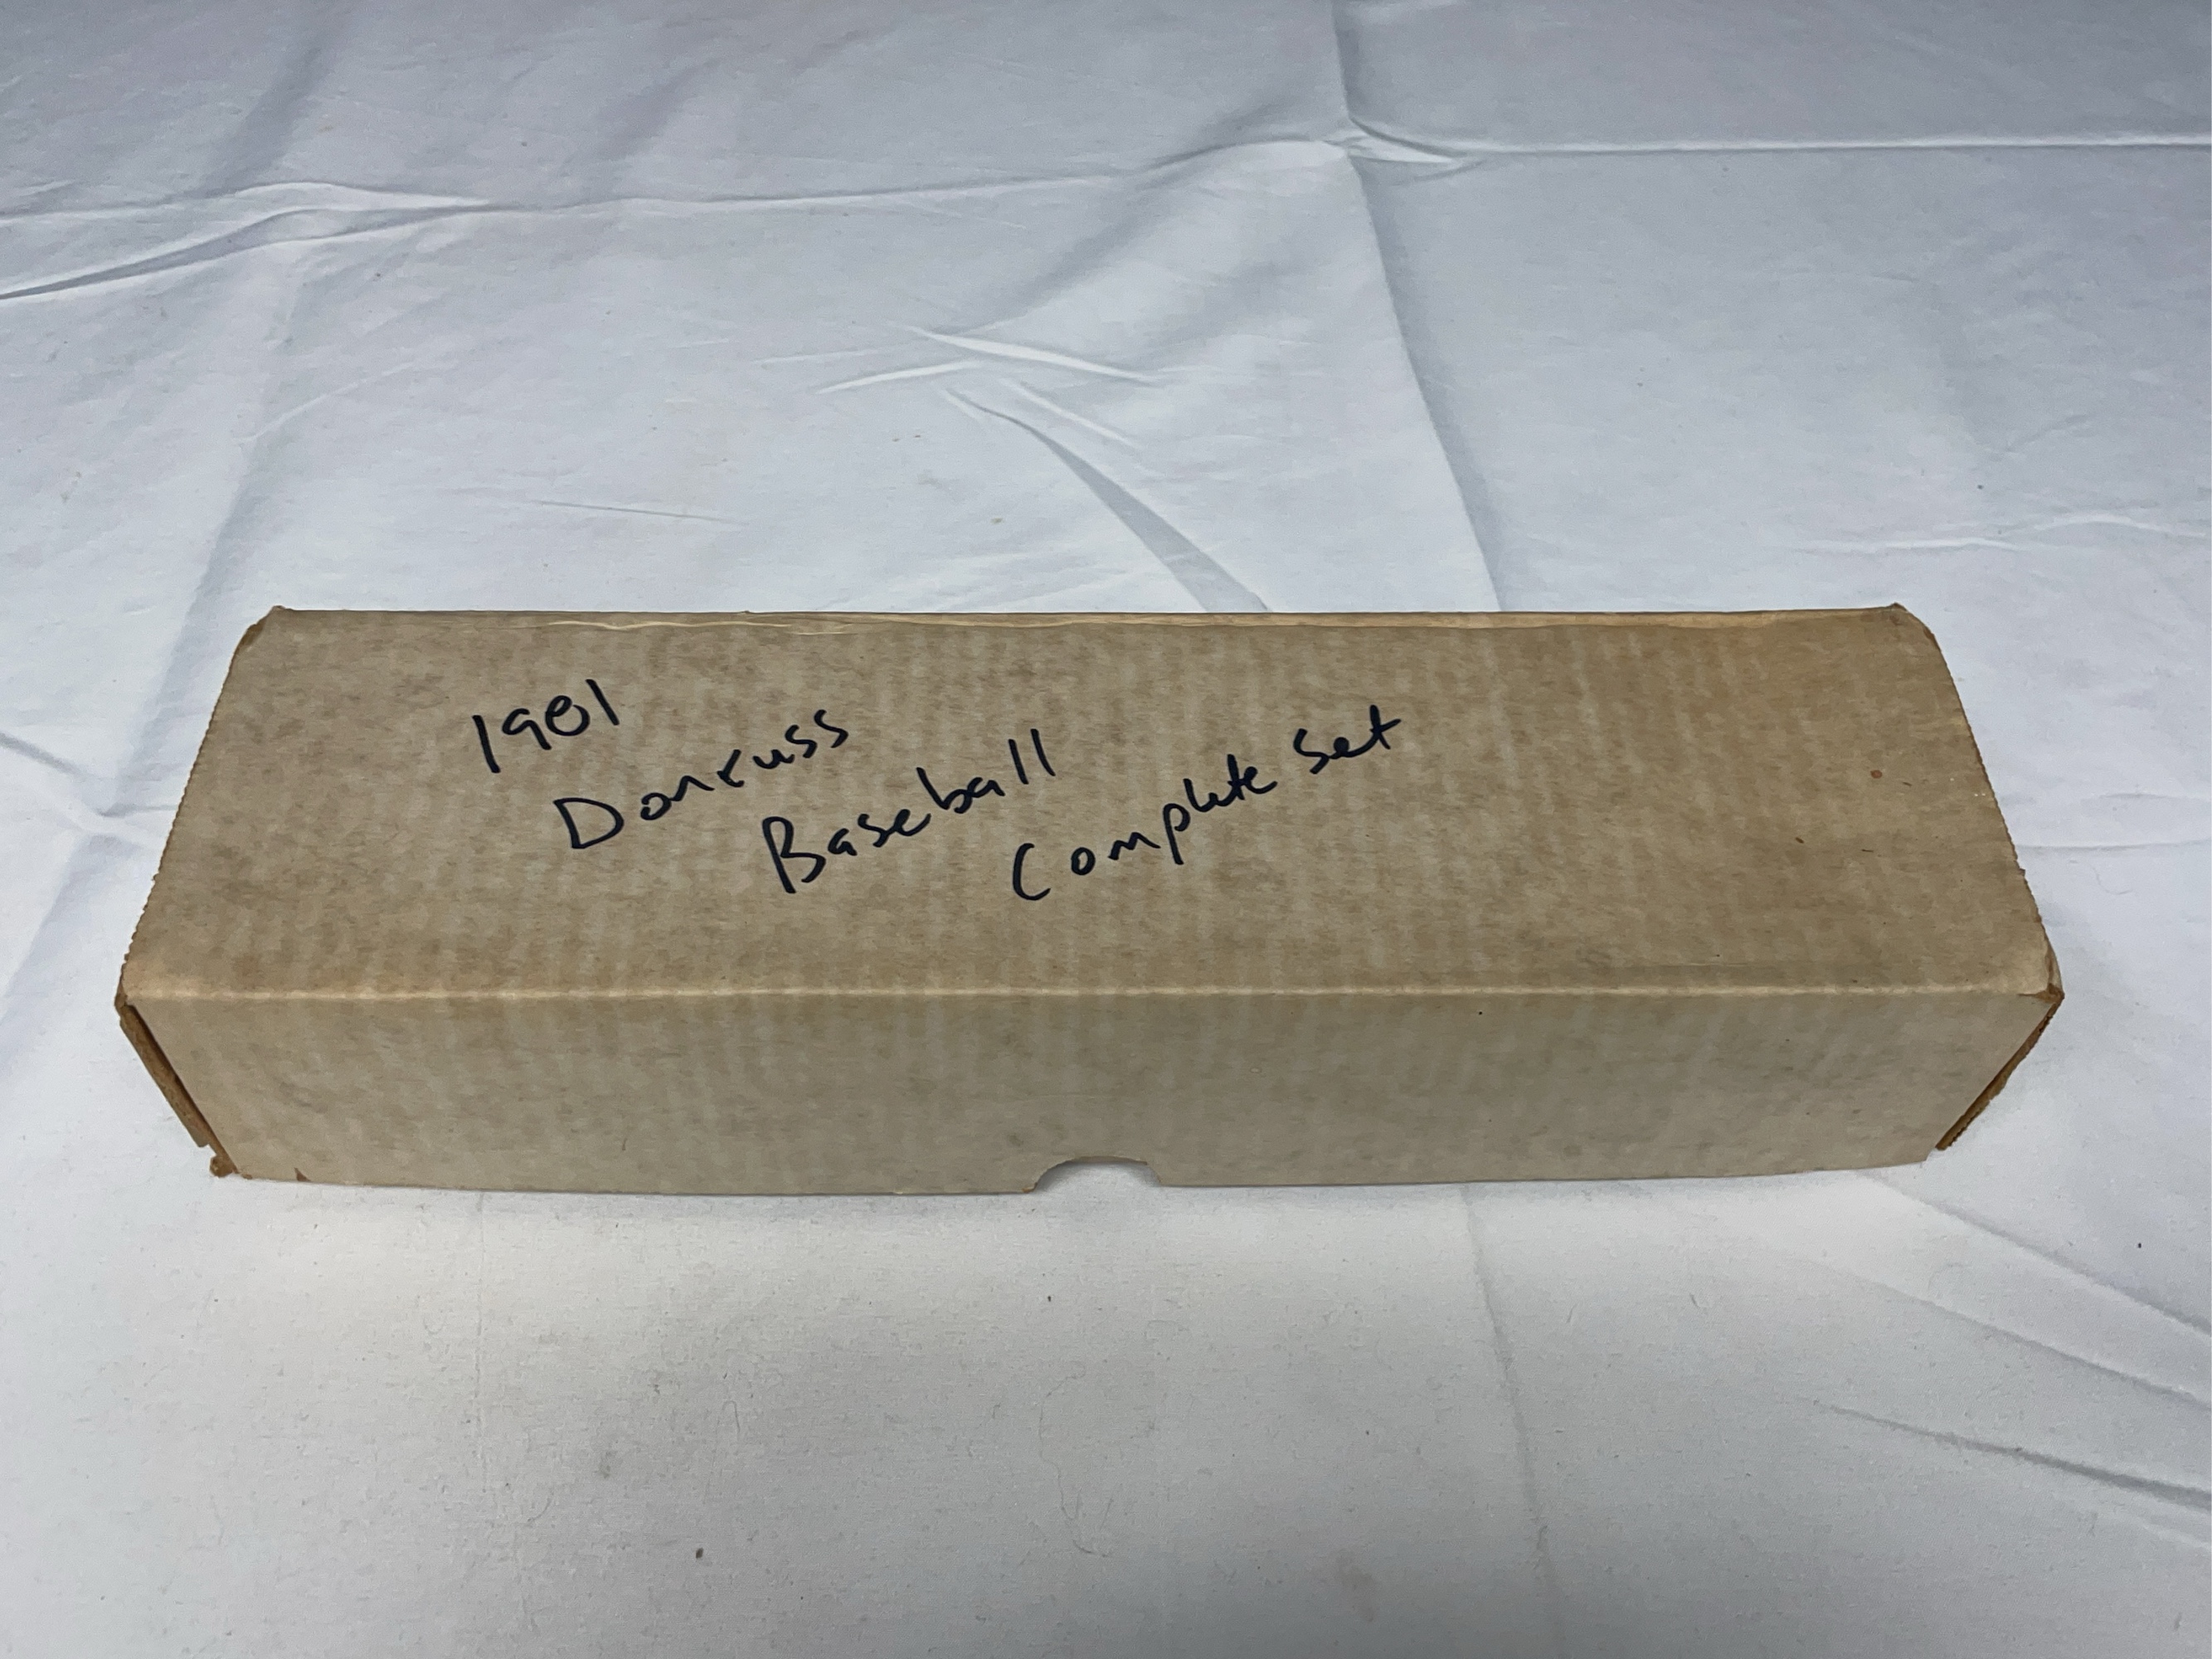 1981
Donruss
Baseball
Complete Set